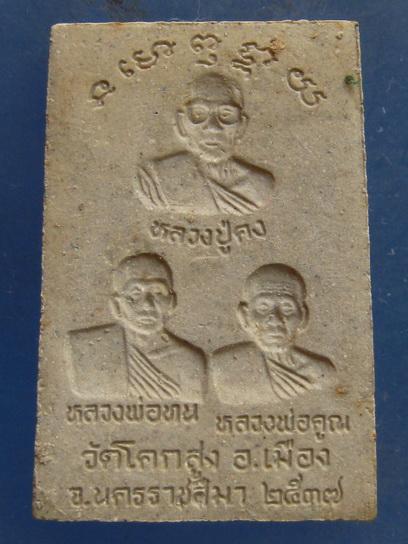 หลวงปู่คง
หลวงพ่อทน หลวงพ่อคูณ
วัดโคกสูง อ.เมือง
จ.นครราชสีมา ๒๕๓๗